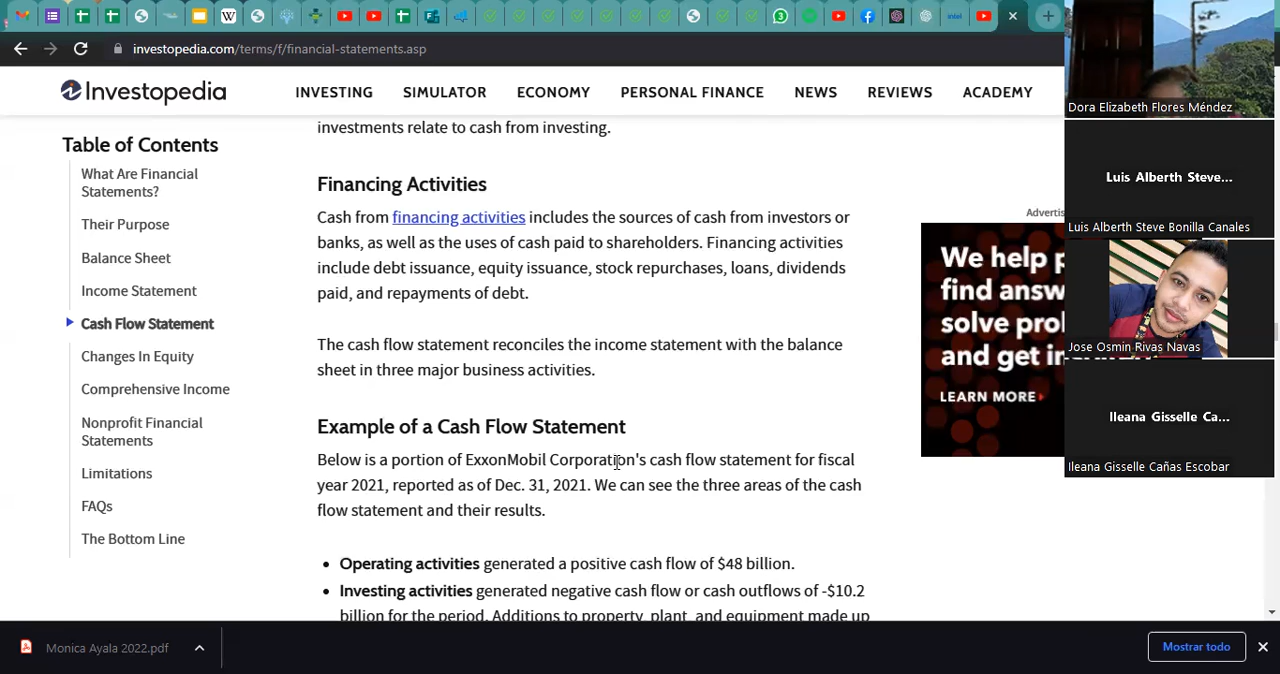 investopedia.com/terms/f/financial-statements.asp
Investopedia
INVESTING
SIMULATOR
ECONOMY
PERSONAL FINANCE
NEWS
REVIEWS
ACADEMY
Table of Contents
What Are Financial
Statements?
Their Purpose
Balance Sheet
Income Statement
Cash Flow Statement
Changes In Equity
Comprehensive Income
Nonprofit Financial
Statements
Limitations
FAQs
The Bottom Line
investments relate to cash from investing.
Financing Activities
Cash from financing activities includes the sources of cash from investors or
banks, as well as the uses of cash paid to shareholders. Financing activities
include debt issuance, equity issuance, stock repurchases, loans, dividends
paid, and repayments of debt.
The cash flow statement reconciles the income statement with the balance
sheet in three major business activities.
Example of a Cash Flow Statement
Below is a portion of ExxonMobil Corporation's cash flow statement for fiscal
year 2021, reported as of Dec. 31, 2021. We can see the three areas of the cash
flow statement and their results.
• Operating activities generated a positive cash flow of $48 billion.
• Investing activities generated negative cash flow or cash outflows of -$10.2
billion for the period. Additions to property, plant, and equipment made up
We help
find answ
solve pro
and get in
LEARN MORE
Dora Elizabeth Flores Méndez
Luis Alberth Steve...
Luis Alberth Steve Bonilla Canales
Jose Osmin Rivas Navas
Ileana Gisselle Ca...
Ileana Gisselle Cañas Escobar
Monica Ayala 2022.pdf
Mostrar todo